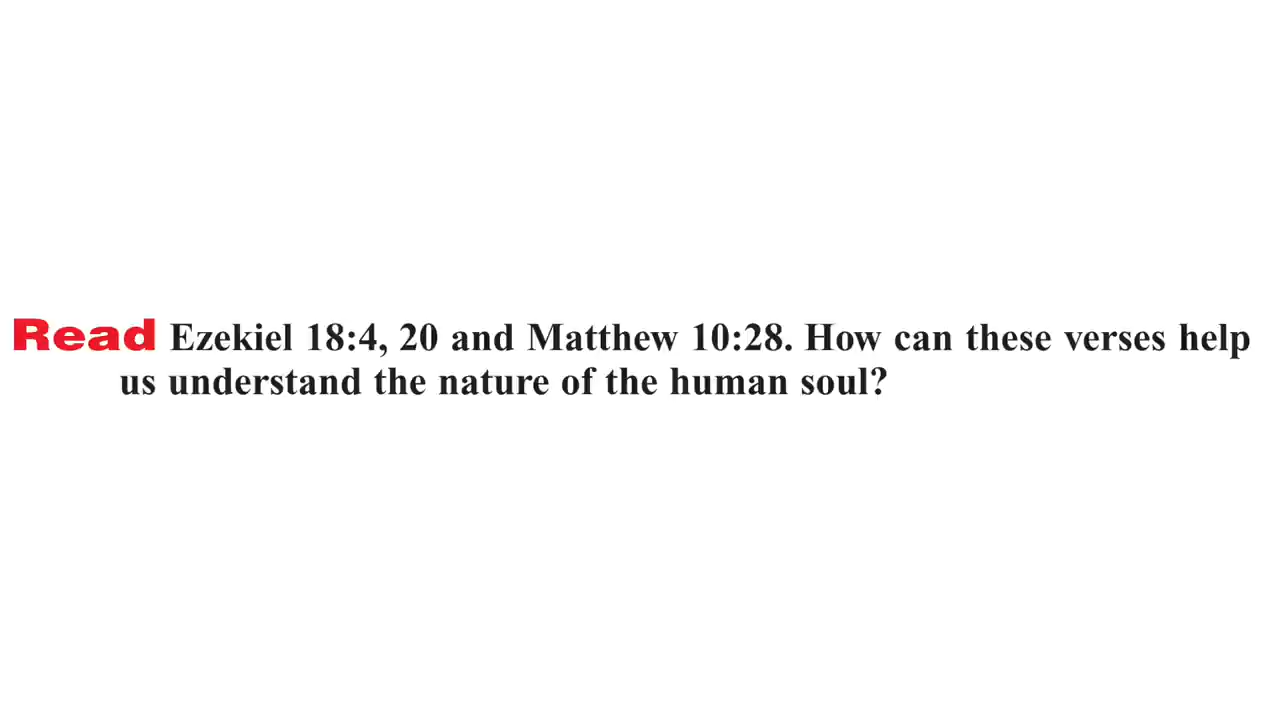 Read Ezekiel 18:4, 20 and Matthew 10:28. How can these verses help
us understand the nature of the human soul?